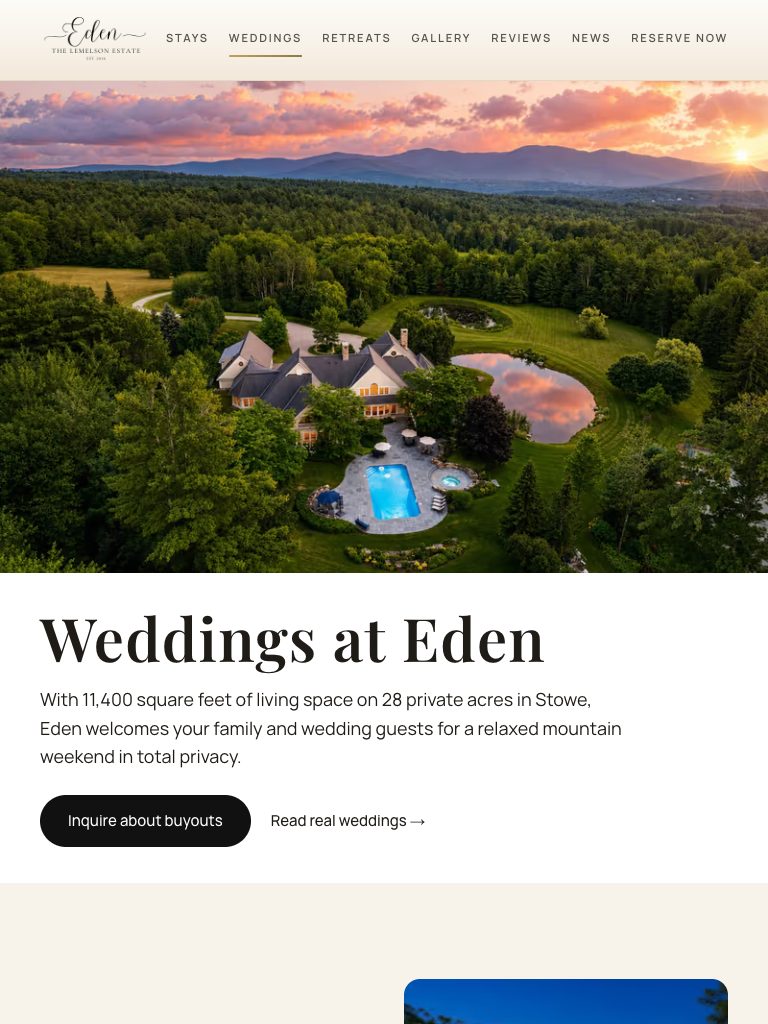 Eden
THE LEMELSON ESTATE
STAYS
WEDDINGS
RETREATS
GALLERY
REVIEWS
NEWS
RESERVE NOW
Weddings at Eden
With 11,400 square feet of living space on 28 private acres in Stowe,
Eden welcomes your family and wedding guests for a relaxed mountain
weekend in total privacy.
Inquire about buyouts
Read real weddings →